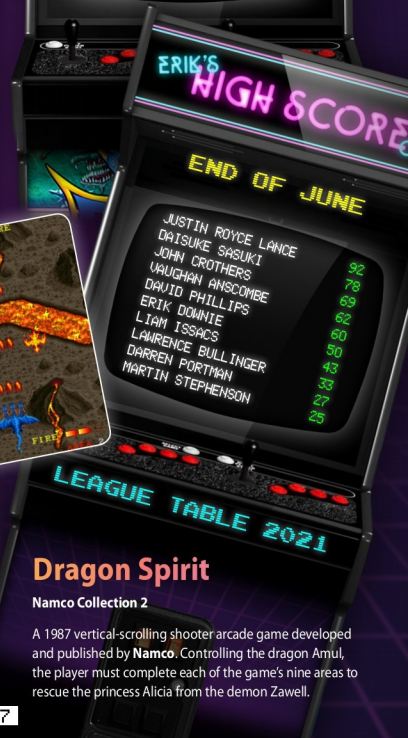 ERIK'S
HIGH SCORE
END OF JUNE
JUSTIN ROYCE LANCE 92
DAISUKE SASUKI 78
JOHN CROTHERS 69
VAUGHAN ANSCOMBE 62
DAVID PHILLIPS 60
ERIK DOWNIE 50
LIAM ISSACS 43
LAWRENCE BULLINGER 33
DARREN PORTMAN 27
MARTIN STEPHENSON 25
FIRE
LEAGUE TABLE 2021
Dragon Spirit
Namco Collection 2
A 1987 vertical-scrolling shooter arcade game developed
and published by Namco. Controlling the dragon Amul,
the player must complete each of the game's nine areas to
rescue the princess Alicia from the demon Zawell.
7